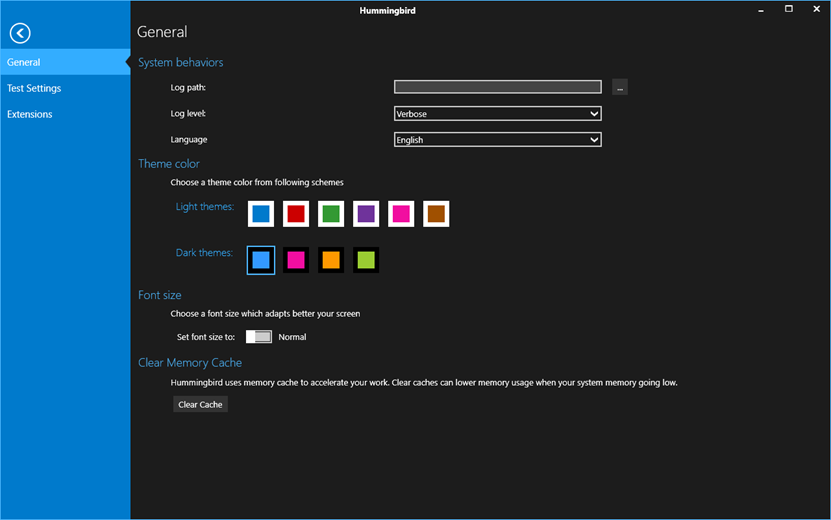 Hummingbird
General
General
Test Settings
Extensions
System behaviors
Log path:
...
Log level:
Verbose
Language
English
Theme color
Choose a theme color from following schemes
Light themes:
Dark themes:
Font size
Choose a font size which adapts better your screen
Set font size to:
Normal
Clear Memory Cache
Hummingbird uses memory cache to accelerate your work. Clear caches can lower memory usage when your system memory going low.
Clear Cache